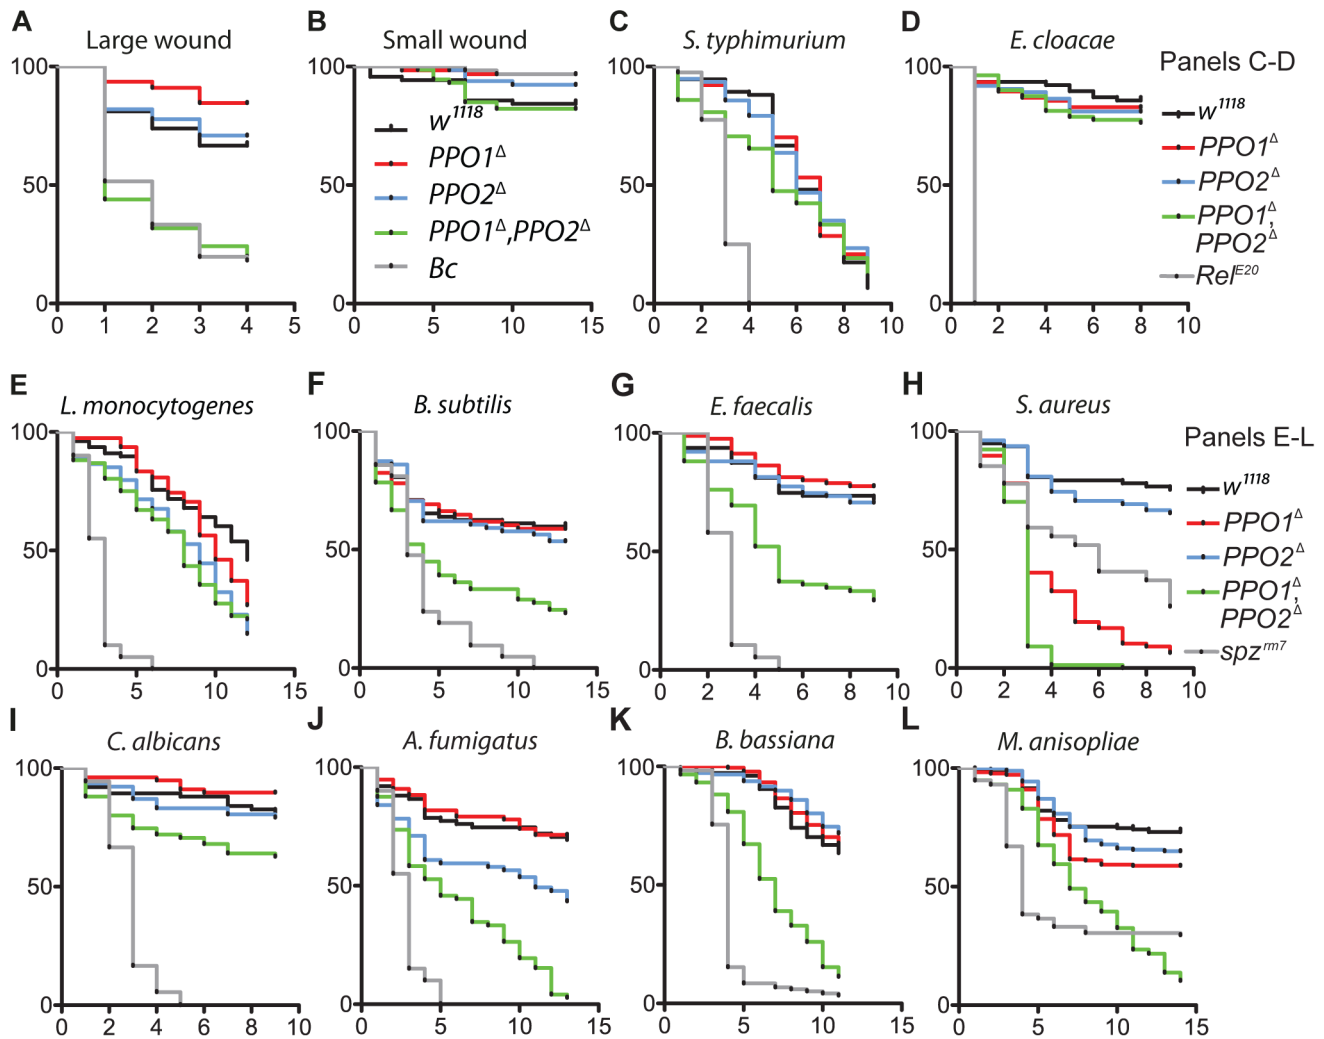 A
Large wound
100
50
0
0 1 2 3 4 5
B
Small wound
100
50
0
0 5 10 15
w1118
PPO1Δ
PPO2Δ
PPO1Δ,PPO2Δ
Bc
C
S. typhimurium
100
50
0
0 2 4 6 8 10
D
E. cloacae
100
50
0
0 2 4 6 8 10
Panels C-D
w1118
PPO1Δ
PPO2Δ
PPO1Δ,
PPO2Δ
RelE20
E
L. monocytogenes
100
50
0
0 5 10 15
F
B. subtilis
100
50
0
0 5 10 15
G
E. faecalis
100
50
0
0 2 4 6 8 10
H
S. aureus
100
50
0
0 2 4 6 8 10
Panels E-L
w1118
PPO1Δ
PPO2Δ
PPO1Δ,
PPO2Δ
spz rm7
I
C. albicans
100
50
0
0 2 4 6 8 10
J
A. fumigatus
100
50
0
0 5 10 15
K
B. bassiana
100
50
0
0 5 10 15
L
M. anisopliae
100
50
0
0 5 10 15